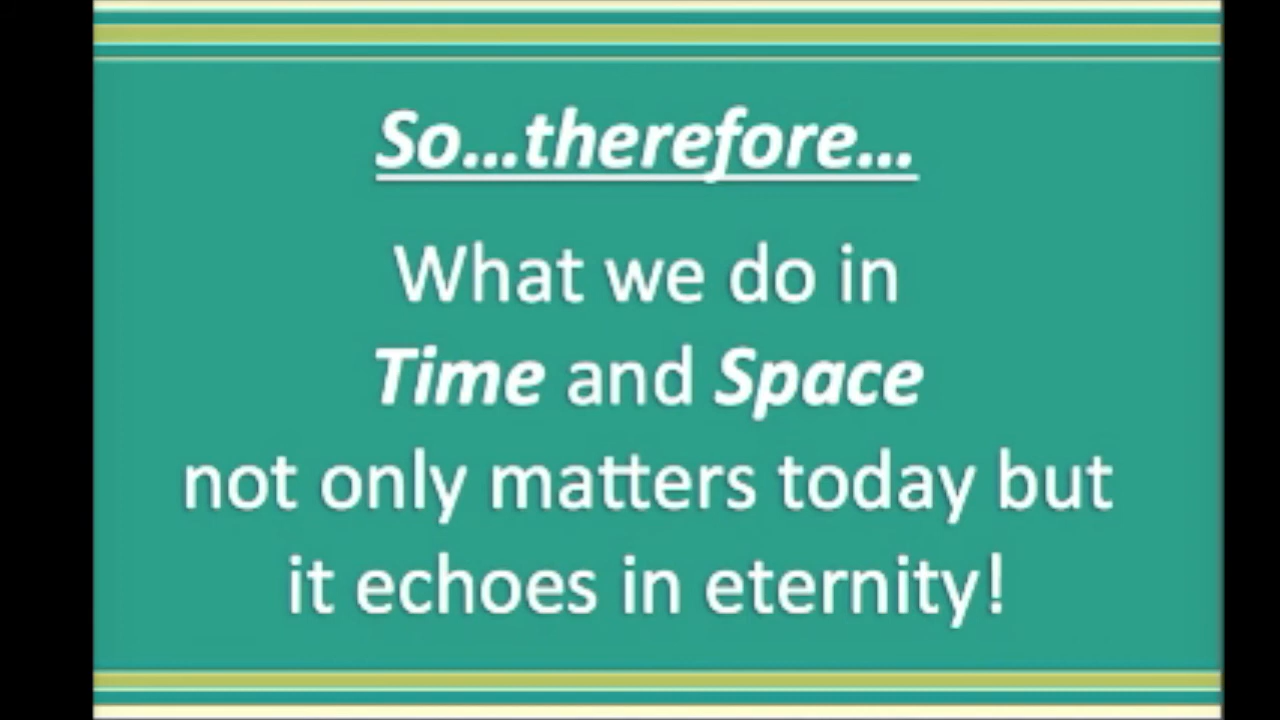 So...therefore...
What we do in
Time and Space
not only matters today but
it echoes in eternity!